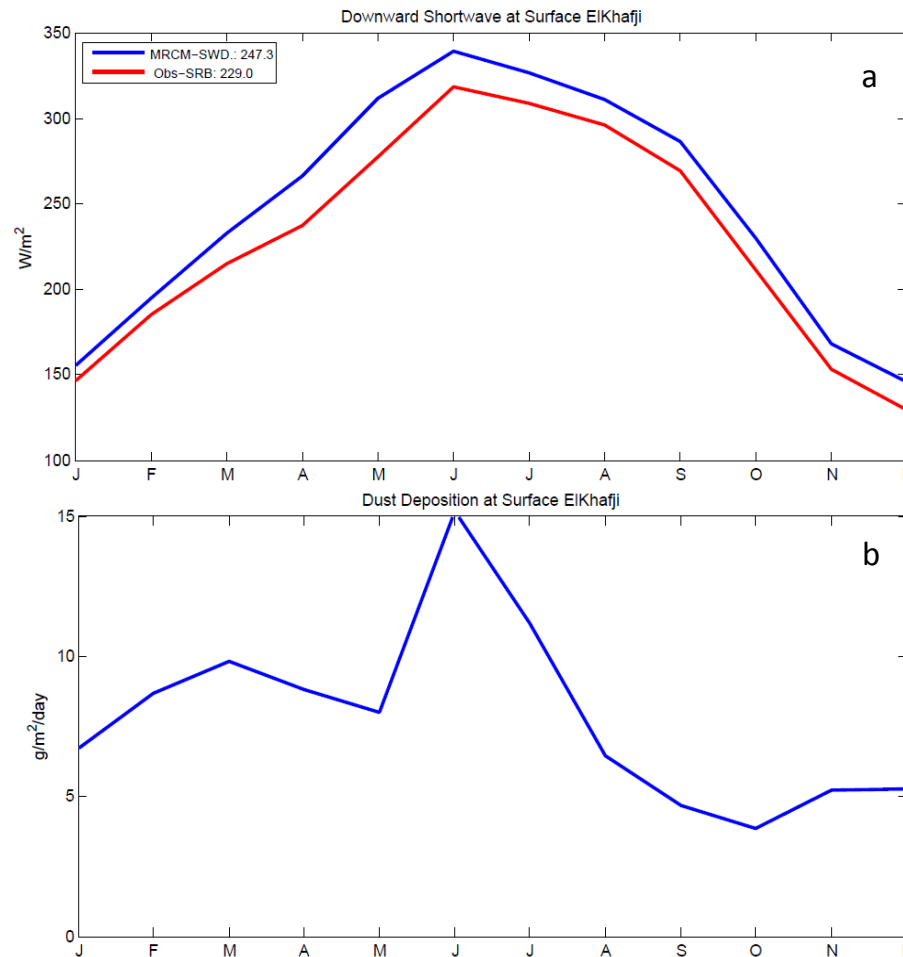 Downward Shortwave at Surface ElKhafji
350
MRCM−SWD.: 247.3
Obs−SRB: 229.0
a
300
250
W/m²
200
150
100
J F M A M J J A S O N
Dust Deposition at Surface ElKhafji
15
b
10
g/m²/day
5
0
J F M A M J J A S O N